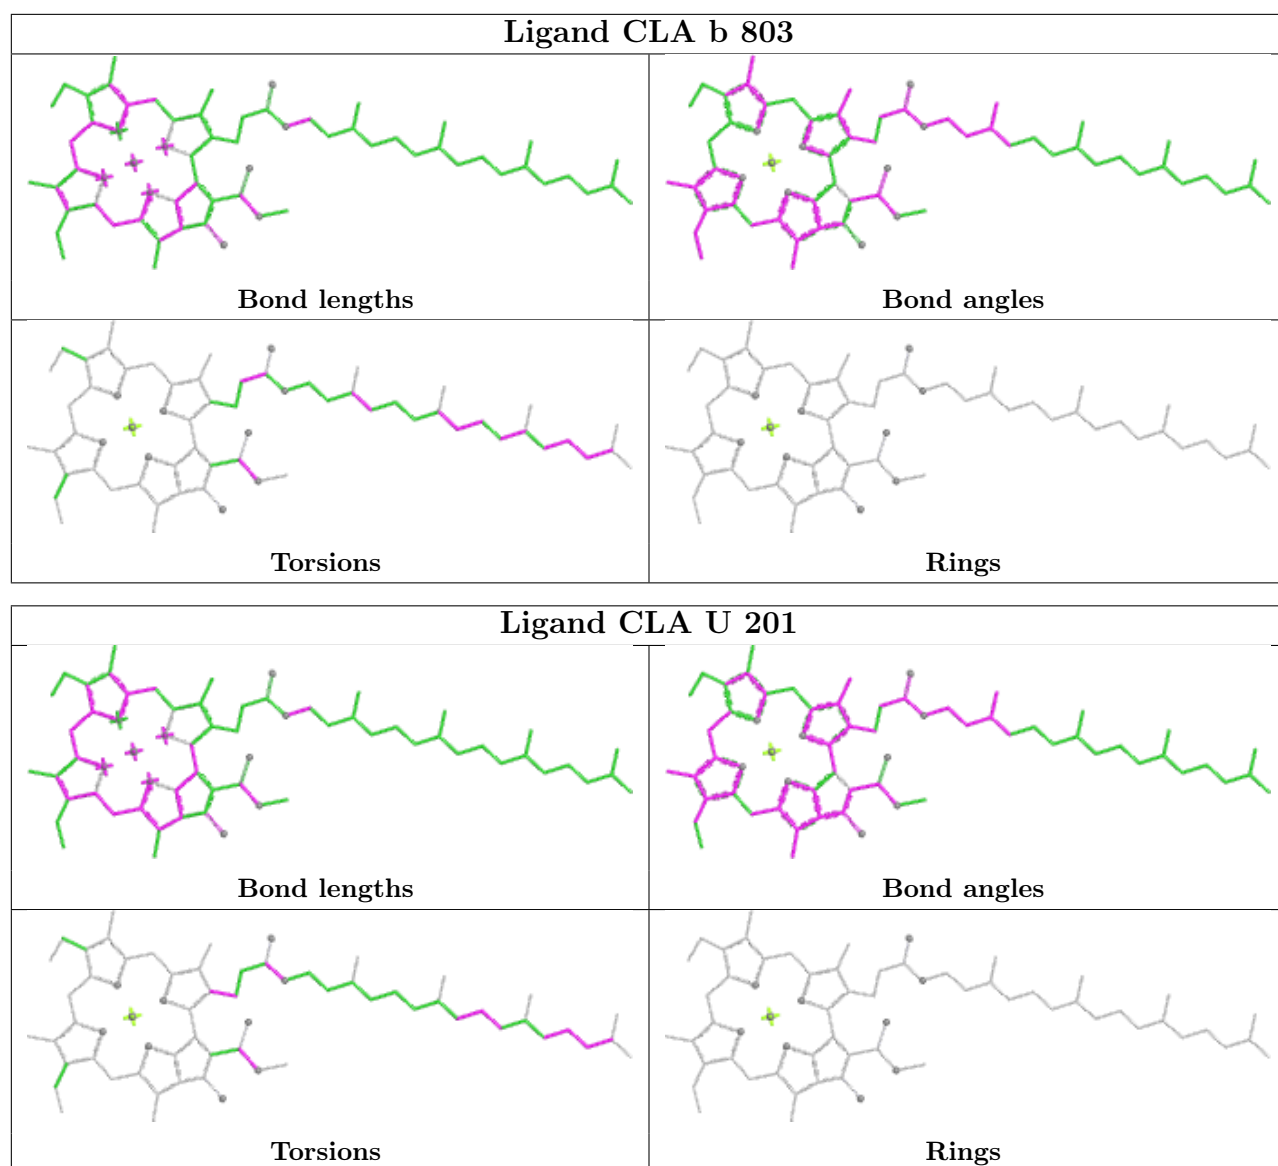 Ligand CLA b 803
Bond lengths
Bond angles
Torsions
Rings
Ligand CLA U 201
Bond lengths
Bond angles
Torsions
Rings